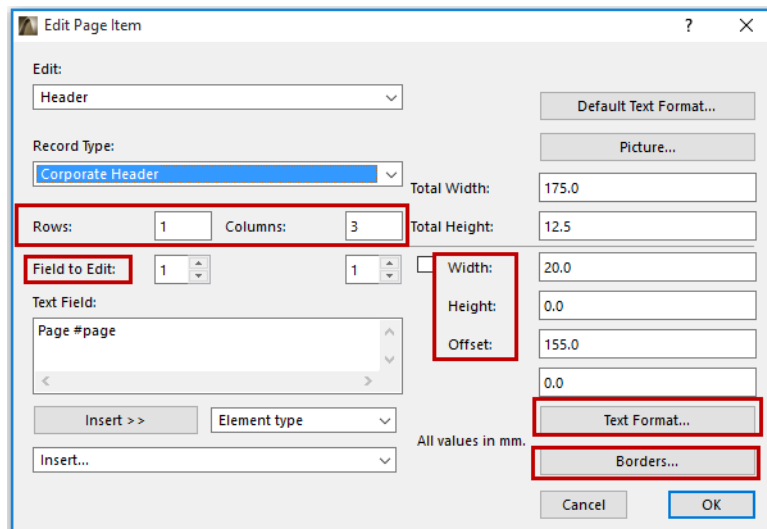 Edit Page Item ? X
Edit:
Header
Default Text Format...
Record Type:
Picture...
Corporate Header
Total Width: 175.0
Rows: 1 Columns: 3 Total Height: 12.5
Field to Edit: 1 1 Width: 20.0
Text Field: Height: 0.0
Page #page
Offset: 155.0
0.0
Insert >> Element type Text Format...
All values in mm.
Insert... Borders...
Cancel OK